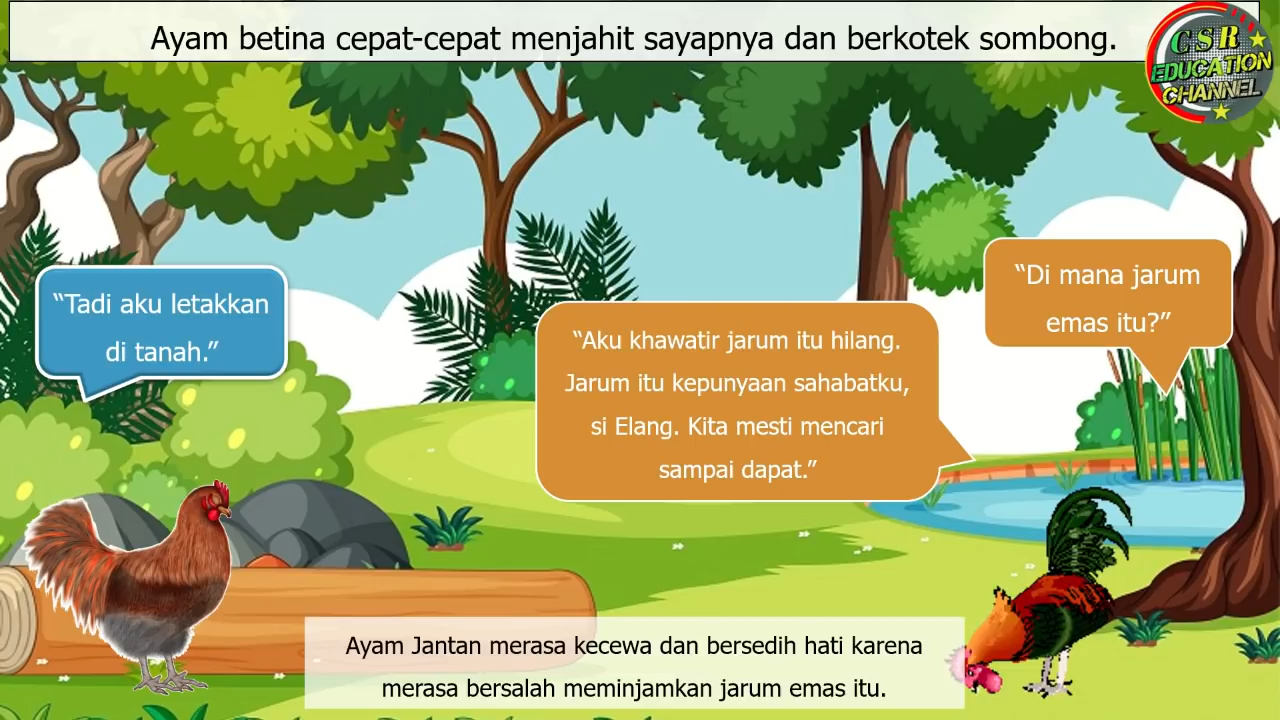 Ayam betina cepat-cepat menjahit sayapnya dan berkotek sombong.
CSR
EDUCATION
CHANNEL
“Di mana jarum
emas itu?”
“Tadi aku letakkan
di tanah.”
“Aku khawatir jarum itu hilang.
Jarum itu kepunyaan sahabatku,
si Elang. Kita mesti mencari
sampai dapat.”
Ayam Jantan merasa kecewa dan bersedih hati karena
merasa bersalah meminjamkan jarum emas itu.